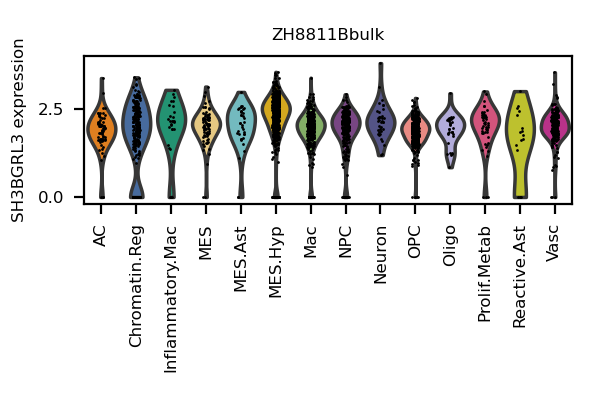 ZH8811Bbulk
SH3BGRL3 expression
2.5
0.0
AC
Chromatin.Reg
Inflammatory.Mac
MES
MES.Ast
MES.Hyp
Mac
NPC
Neuron
OPC
Oligo
Prolif.Metab
Reactive.Ast
Vasc